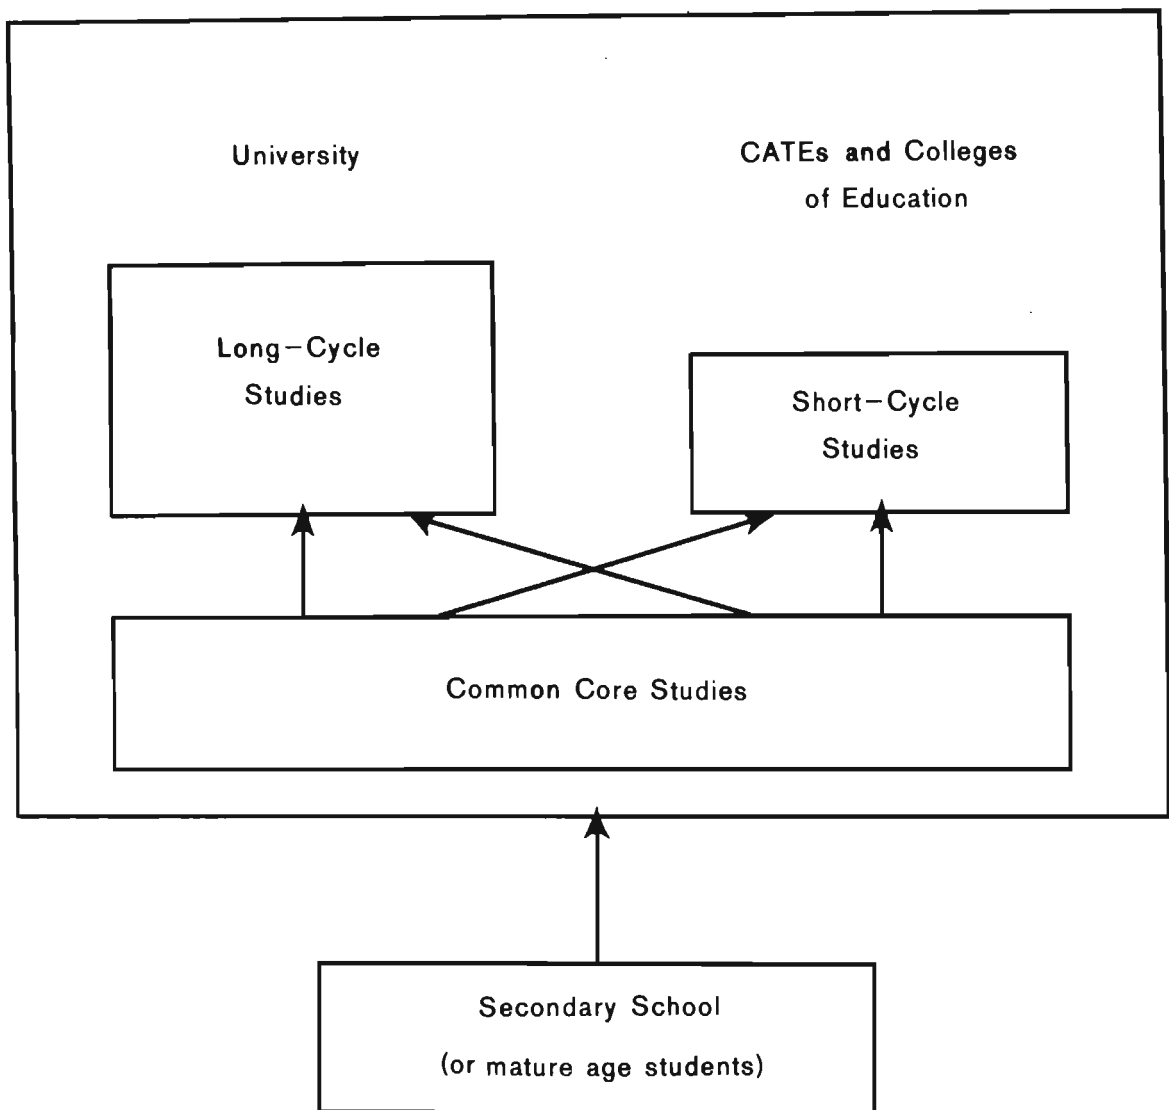 University
CATEs and Colleges
of Education
Long-Cycle
Studies
Short-Cycle
Studies
Common Core Studies
Secondary School
(or mature age students)